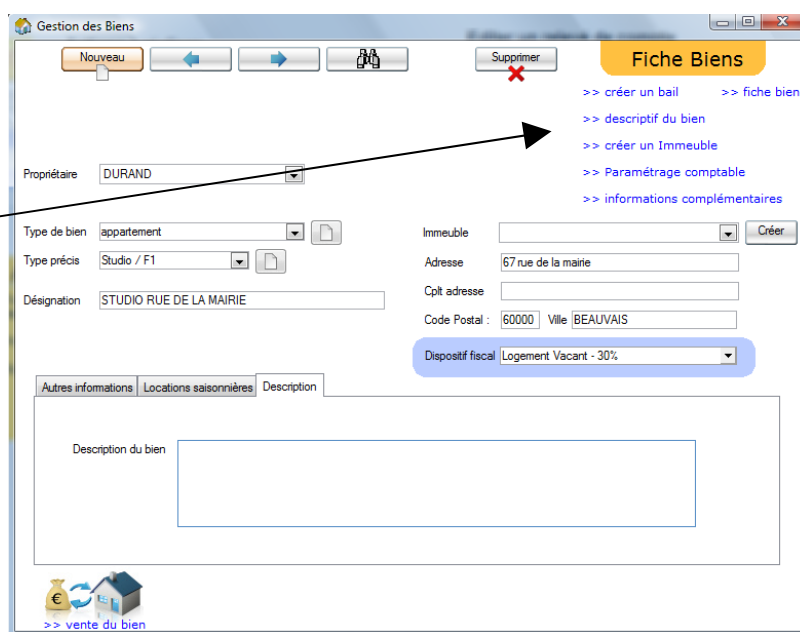 Gestion des Biens
Nouveau
Supprimer
Fiche Biens
>> créer un bail >> fiche bien
>> descriptif du bien
>> créer un Immeuble
Propriétaire DURAND
>> Paramétrage comptable
>> informations complémentaires
Type de bien appartement
Immeuble Créer
Type précis Studio / F1
Adresse 67 rue de la mairie
Désignation STUDIO RUE DE LA MAIRIE
Cplt adresse
Code Postal : 60000 Ville BEAUVAIS
Dispositif fiscal Logement Vacant - 30%
Autres informations Locations saisonnières Description
Description du bien
€
>> vente du bien